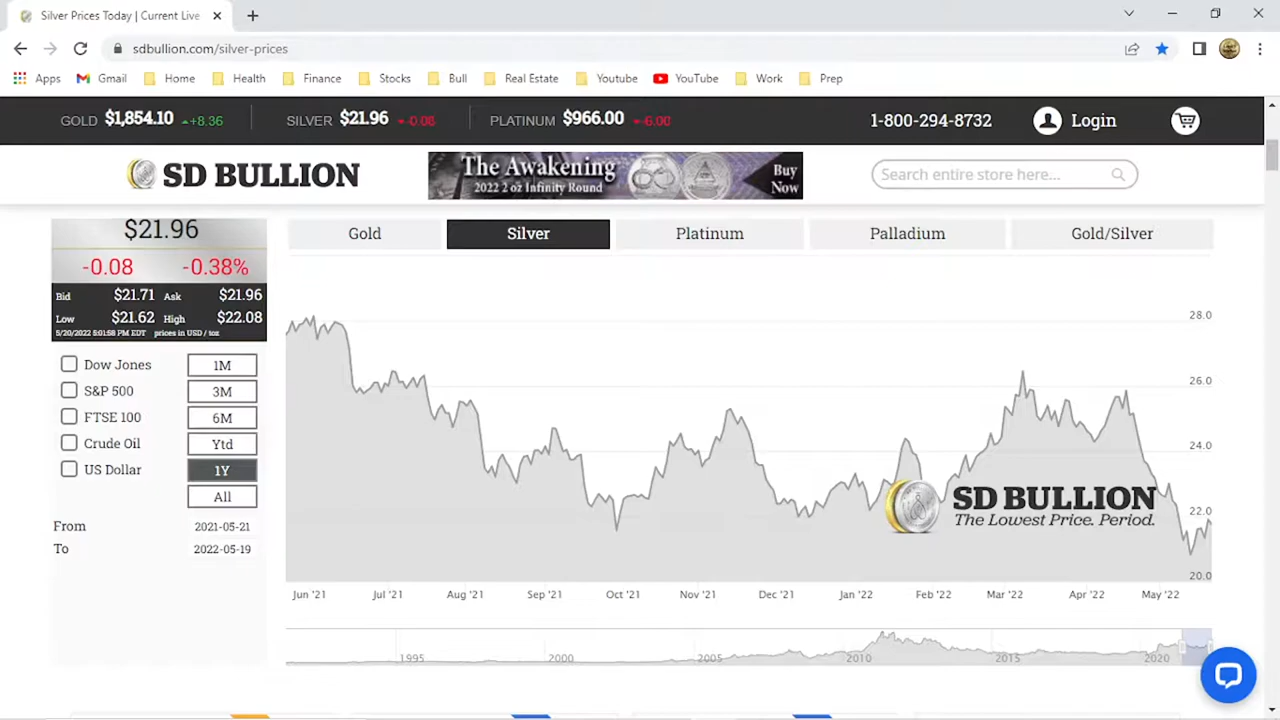 Silver Prices Today | Current Live
sdbullion.com/silver-prices
Apps Gmail Home Health Finance Stocks Bull Real Estate Youtube YouTube Work Prep
GOLD $1,854.10 +8.36 SILVER $21.96 -0.08 PLATINUM $966.00 -6.00 1-800-294-8732 Login
SD BULLION
The Awakening
2022 2 oz Infinity Round
Buy
Now
Search entire store here...
$21.96
-0.08 -0.38%
Bid $21.71 Ask $21.96
Low $21.62 High $22.08
5/20/2022 5:01:58 PM EDT prices in USD / toz
Gold Silver Platinum Palladium Gold/Silver
Dow Jones 1M
S&P 500 3M
FTSE 100 6M
Crude Oil Ytd
US Dollar 1Y
All
From 2021-05-21
To 2022-05-19
28.0
26.0
24.0
22.0
20.0
SD BULLION
The Lowest Price. Period.
Jun '21 Jul '21 Aug '21 Sep '21 Oct '21 Nov '21 Dec '21 Jan '22 Feb '22 Mar '22 Apr '22 May '22
1995 2000 2005 2010 2015 2020